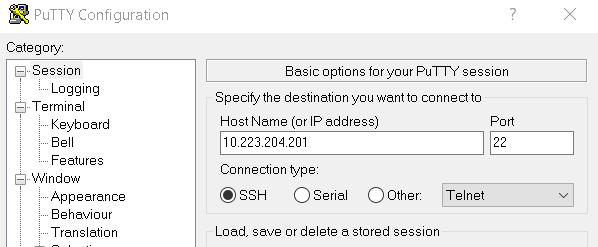 PuTTY Configuration
?
Category:
Session
Logging
Terminal
Keyboard
Bell
Features
Window
Appearance
Behaviour
Translation
Basic options for your PuTTY session
Specify the destination you want to connect to
Host Name (or IP address)
Port
10.223.204.201
22
Connection type:
SSH
Serial
Other:
Telnet
Load, save or delete a stored session